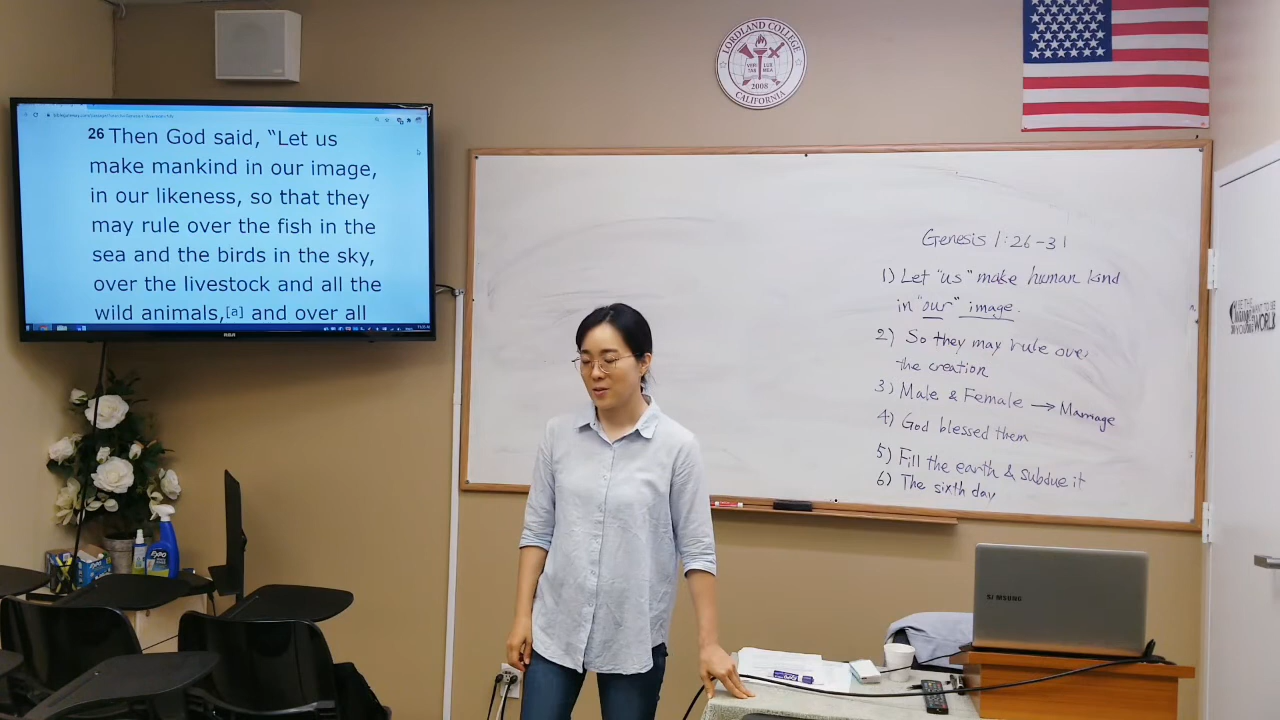 26 Then God said, “Let us
make mankind in our image,
in our likeness, so that they
may rule over the fish in the
sea and the birds in the sky,
over the livestock and all the
wild animals,[a] and over all
RCA
LORDLAND COLLEGE
2008
CALIFORNIA
Genesis 1:26-31
1) Let "us" make human kind
in "our" image.
2) So they may rule over
the creation
3) Male & Female → Marriage
4) God blessed them
5) Fill the earth & subdue it
6) The sixth day
SAMSUNG
EXPO
WORLD